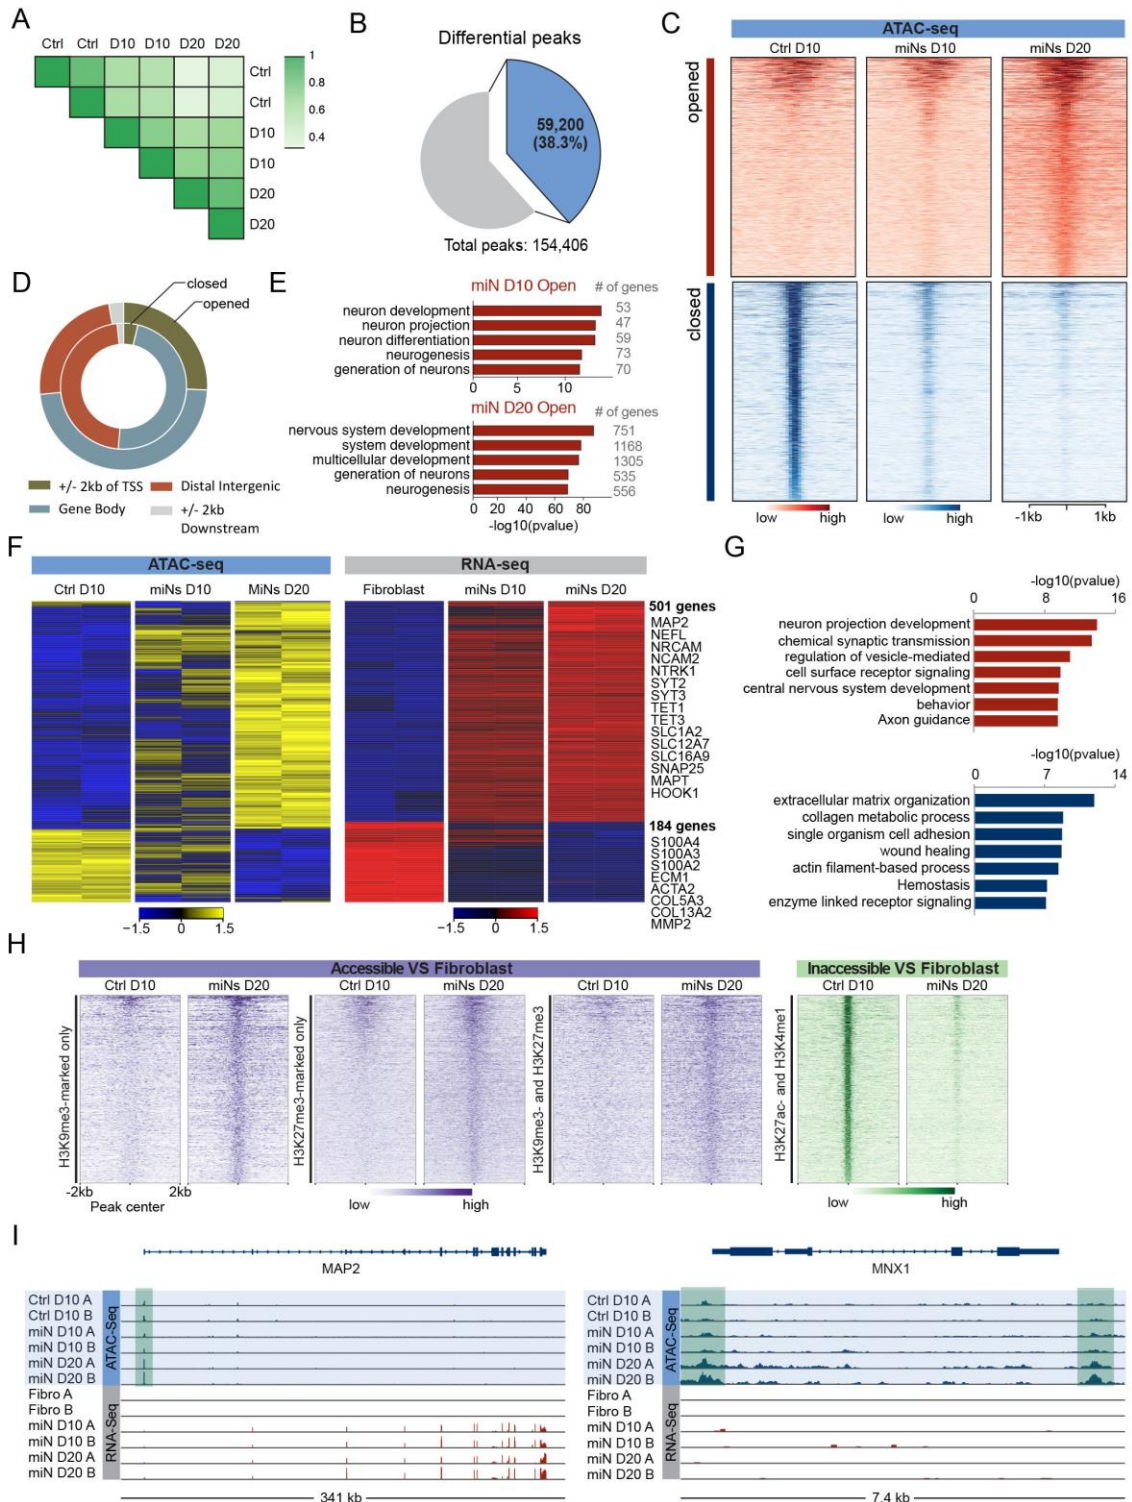 A
Ctrl Ctrl D10 D10 D20 D20
Ctrl
Ctrl
D10
D10
D20
D20
1
0.8
0.6
0.4
B
Differential peaks
59,200
(38.3%)
Total peaks: 154,406
C
ATAC-seq
Ctrl D10 miNs D10 miNs D20
opened
closed
low high low high -1kb 1kb
D
closed
opened
+/- 2kb of TSS
Distal Intergenic
Gene Body
+/- 2kb
Downstream
E
miN D10 Open # of genes
neuron development 53
neuron projection 47
neuron differentiation 59
neurogenesis 73
generation of neurons 70
0 5 10
miN D20 Open # of genes
nervous system development 751
system development 1168
multicellular development 1305
generation of neurons 535
neurogenesis 556
0 20 40 60 80
-log10(pvalue)
F
ATAC-seq
Ctrl D10 miNs D10 MiNs D20
RNA-seq
Fibroblast miNs D10 miNs D20
501 genes
MAP2
NEFL
NRCAM
NCAM2
NTRK1
SYT2
SYT3
TET1
TET3
SLC1A2
SLC12A7
SLC16A9
SNAP25
MAPT
HOOK1
184 genes
S100A4
S100A3
S100A2
ECM1
ACTA2
COL5A3
COL13A2
MMP2
−1.5 0 1.5
−1.5 0 1.5
G
-log10(pvalue)
0 8 16
neuron projection development
chemical synaptic transmission
regulation of vesicle-mediated
cell surface receptor signaling
central nervous system development
behavior
Axon guidance
-log10(pvalue)
0 7 14
extracellular matrix organization
collagen metabolic process
single organism cell adhesion
wound healing
actin filament-based process
Hemostasis
enzyme linked receptor signaling
H
Accessible VS Fibroblast
Inaccessible VS Fibroblast
Ctrl D10 miNs D20 Ctrl D10 miNs D20 Ctrl D10 miNs D20 Ctrl D10 miNs D20
H3K9me3-marked only
H3K27me3-marked only
H3K9me3- and H3K27me3
H3K27ac- and H3K4me1
-2kb 2kb
Peak center
low high
low high
I
MAP2
ATAC-Seq
Ctrl D10 A
Ctrl D10 B
miN D10 A
miN D10 B
miN D20 A
miN D20 B
RNA-Seq
Fibro A
Fibro B
miN D10 A
miN D10 B
miN D20 A
miN D20 B
341 kb
MNX1
ATAC-Seq
Ctrl D10 A
Ctrl D10 B
miN D10 A
miN D10 B
miN D20 A
miN D20 B
RNA-Seq
Fibro A
Fibro B
miN D10 A
miN D10 B
miN D20 A
miN D20 B
7.4 kb